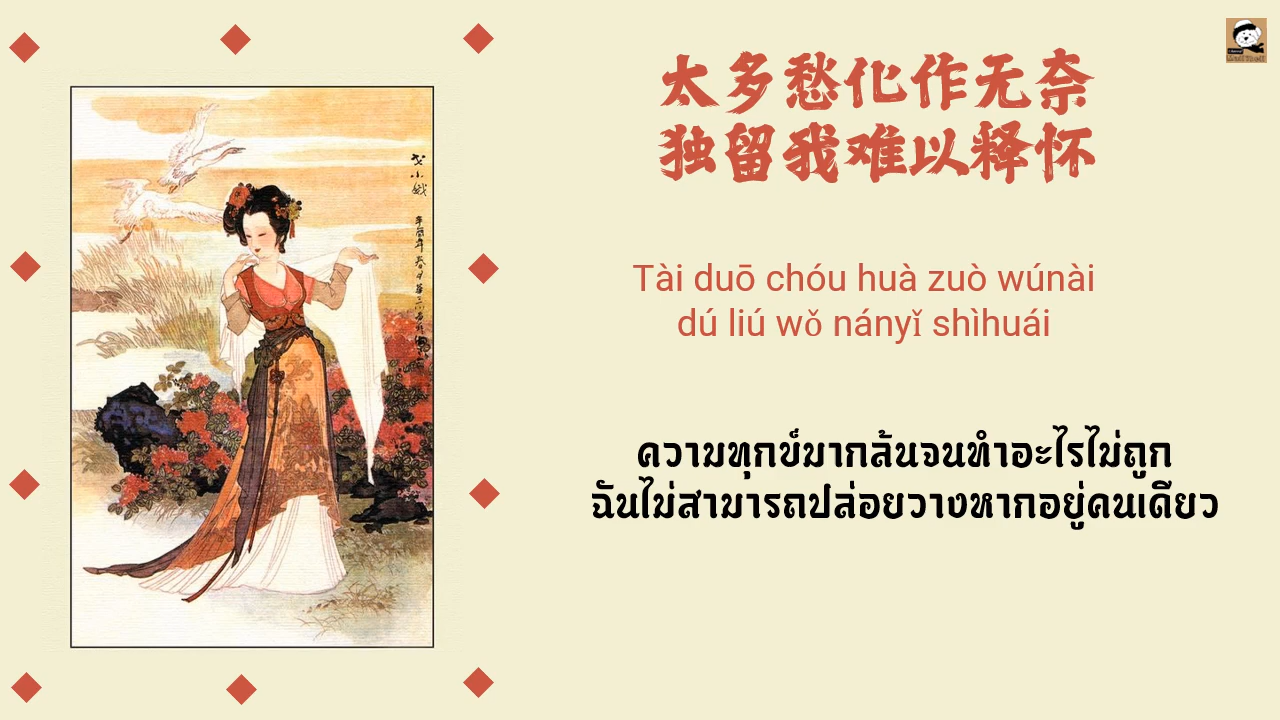 太多愁化作无奈
独留我难以释怀
Tài duō chóu huà zuò wúnài
dú liú wǒ nányǐ shìhuái
ความทุกข์มากล้นจนทำอะไรไม่ถูก
ฉันไม่สามารถปล่อยวางหากอยู่คนเดียว